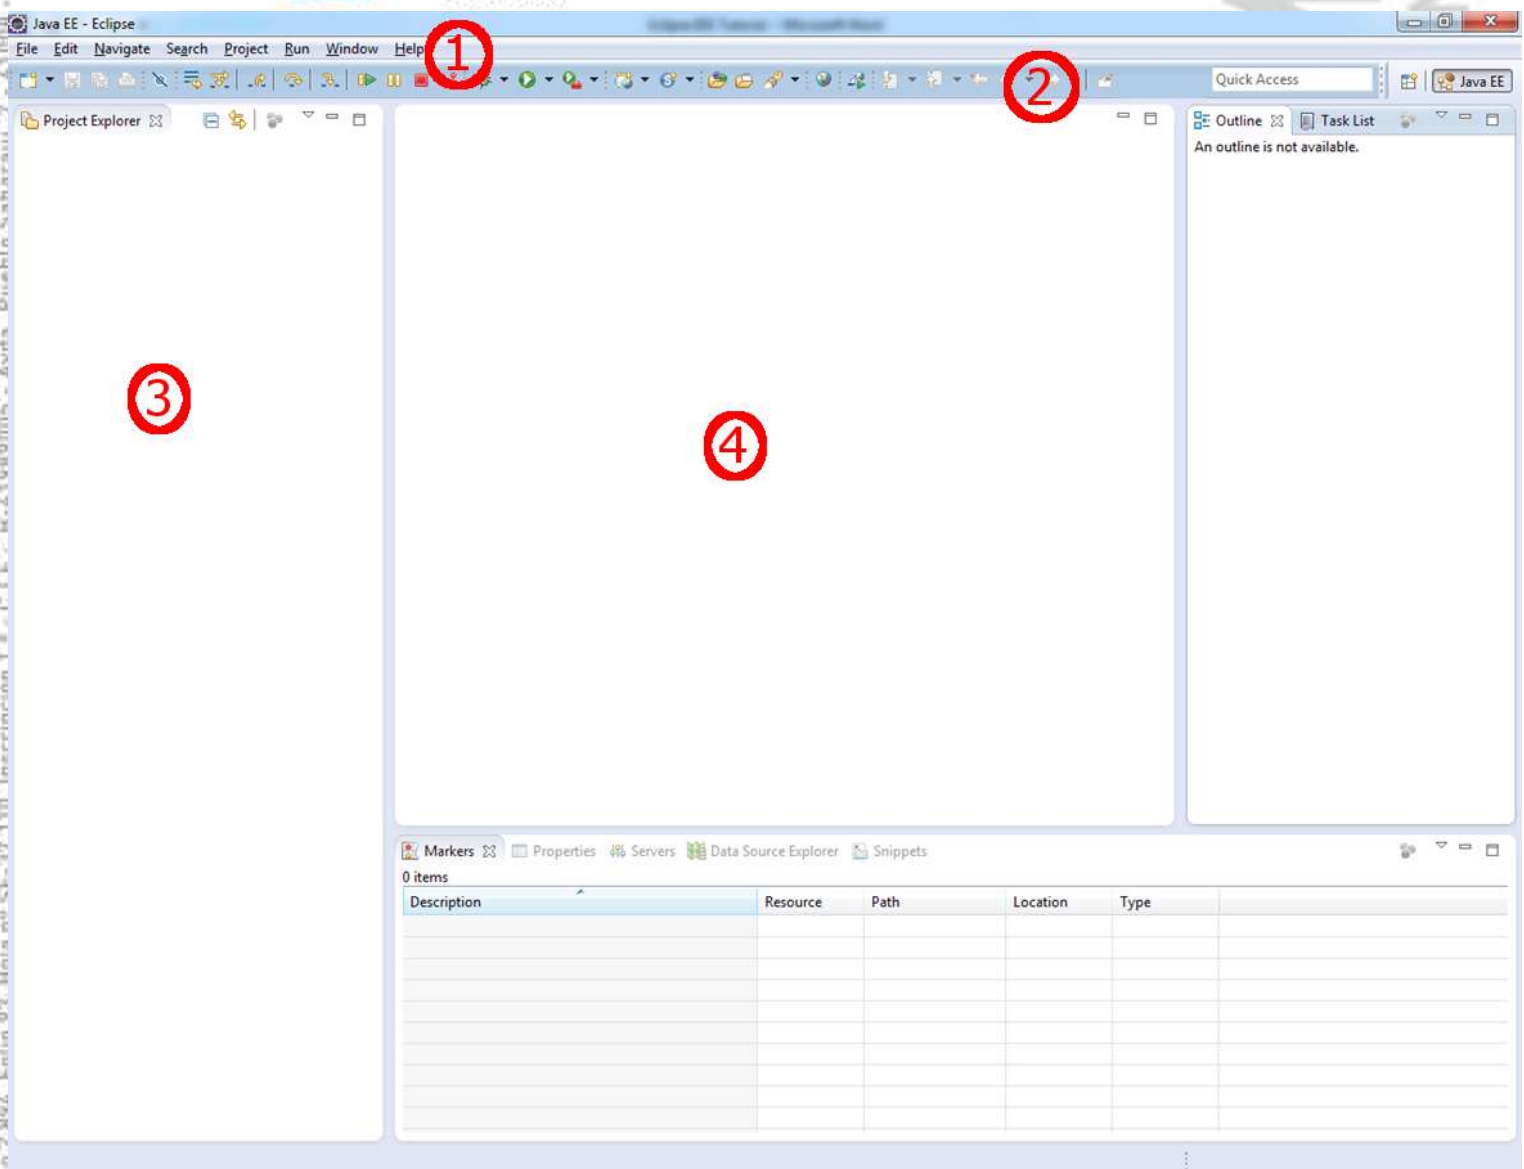 Java EE - Eclipse
File Edit Navigate Search Project Run Window Help
1
2
Quick Access
Java EE
Project Explorer
Outline Task List
An outline is not available.
3
4
Markers Properties Servers Data Source Explorer Snippets
0 items
Description Resource Path Location Type